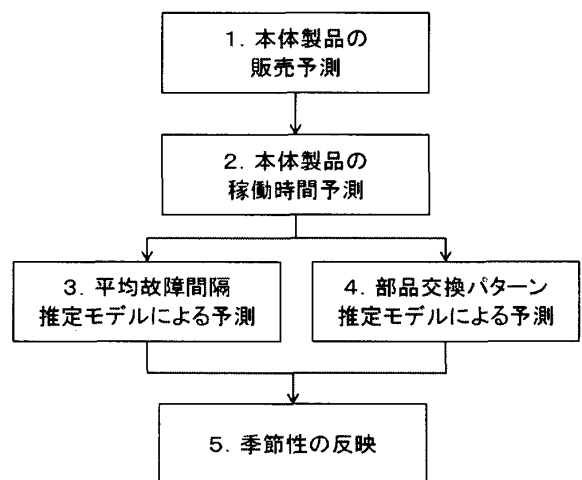 1. 本体製品の
販売予測
2. 本体製品の
稼働時間予測
3. 平均故障間隔
推定モデルによる予測
4. 部品交換パターン
推定モデルによる予測
5. 季節性の反映